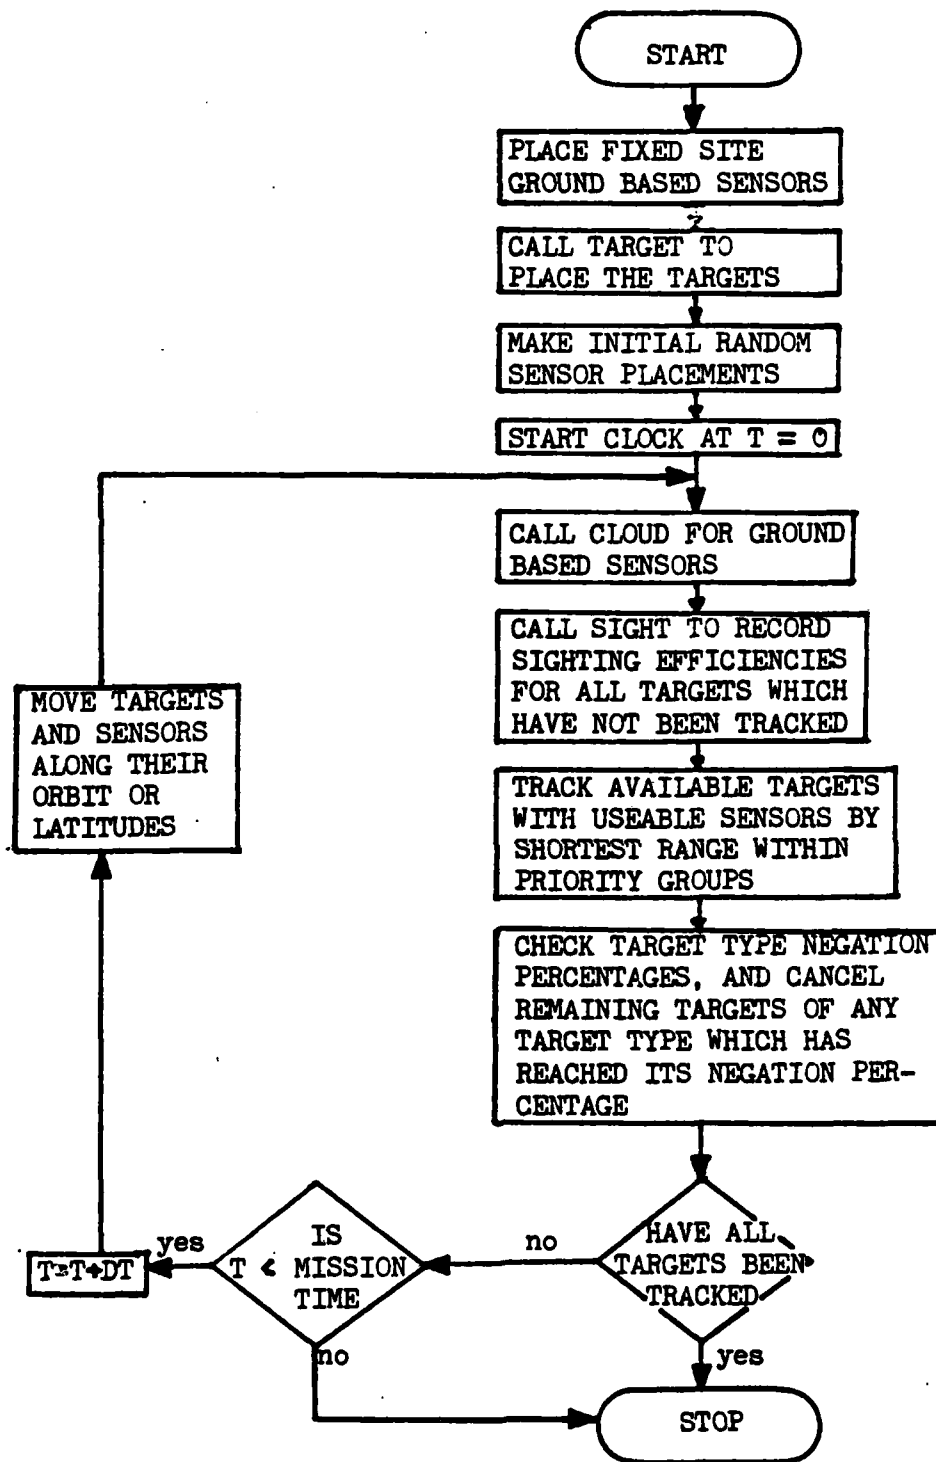 START
PLACE FIXED SITE
GROUND BASED SENSORS
CALL TARGET TO
PLACE THE TARGETS
MAKE INITIAL RANDOM
SENSOR PLACEMENTS
START CLOCK AT T = 0
CALL CLOUD FOR GROUND
BASED SENSORS
CALL SIGHT TO RECORD
SIGHTING EFFICIENCIES
FOR ALL TARGETS WHICH
HAVE NOT BEEN TRACKED
MOVE TARGETS
AND SENSORS
ALONG THEIR
ORBIT OR
LATITUDES
TRACK AVAILABLE TARGETS
WITH USEABLE SENSORS BY
SHORTEST RANGE WITHIN
PRIORITY GROUPS
CHECK TARGET TYPE NEGATION
PERCENTAGES, AND CANCEL
REMAINING TARGETS OF ANY
TARGET TYPE WHICH HAS
REACHED ITS NEGATION PER-
CENTAGE
HAVE ALL
TARGETS BEEN
TRACKED
no
yes
IS
T < MISSION
TIME
yes
no
T=T+DT
STOP